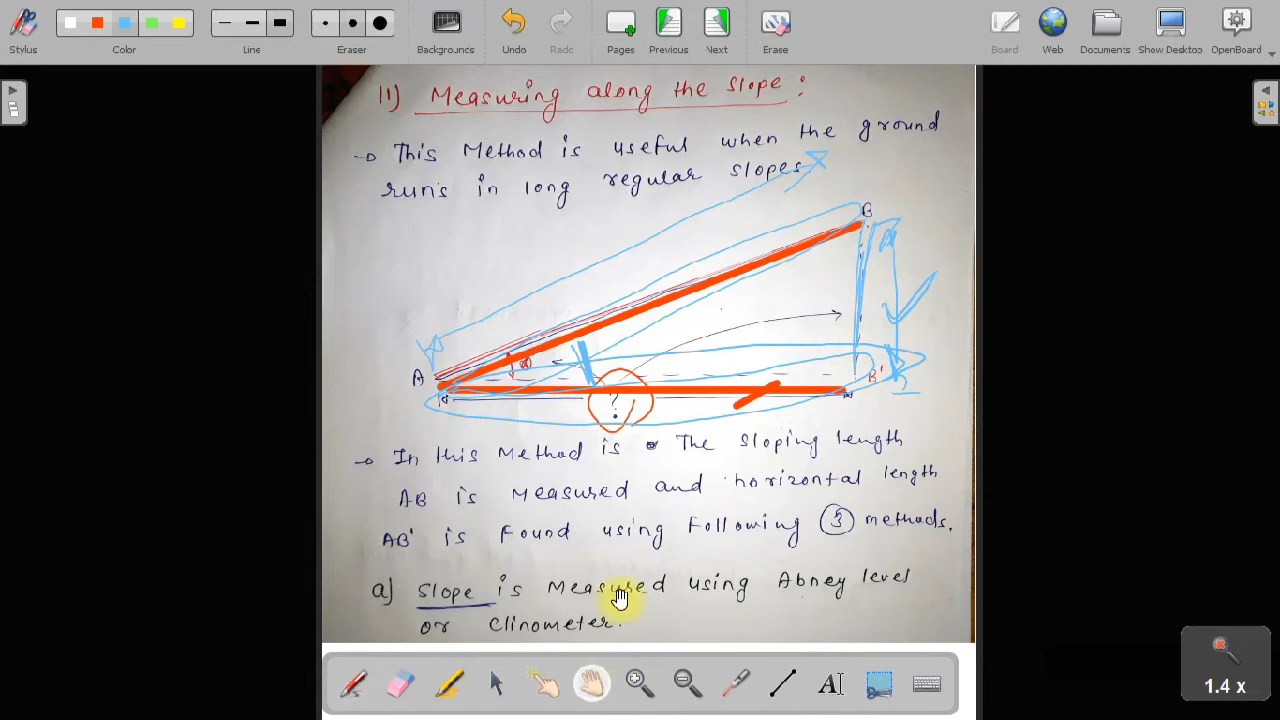 Stylus
Color
Line
Eraser
Backgrounds
Undo
Redo
Pages
Previous
Next
Erase
Board
Web
Documents
Show Desktop
OpenBoard
11) Measuring along the slope :
This Method is useful when the ground
runs in long regular slopes
B
A
α
B'
?
h
In this Method is The sloping length
AB is measured and horizontal length
AB' is found using following 3 methods.
a) Slope is Measured using Abney level
or clinometer.
1.4 x